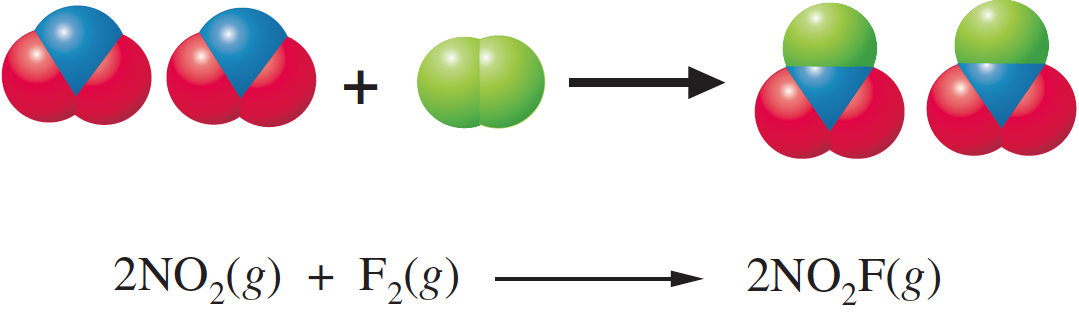 +
2NO₂(g) + F₂(g) ⟶ 2NO₂F(g)